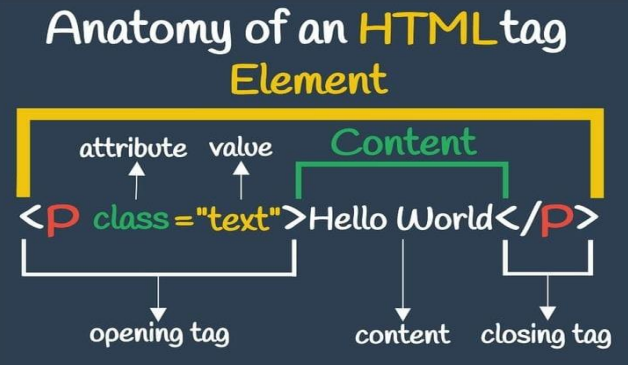 Anatomy of an HTML tag
Element
attribute value Content
<P class="text">Hello World</P>
opening tag content closing tag